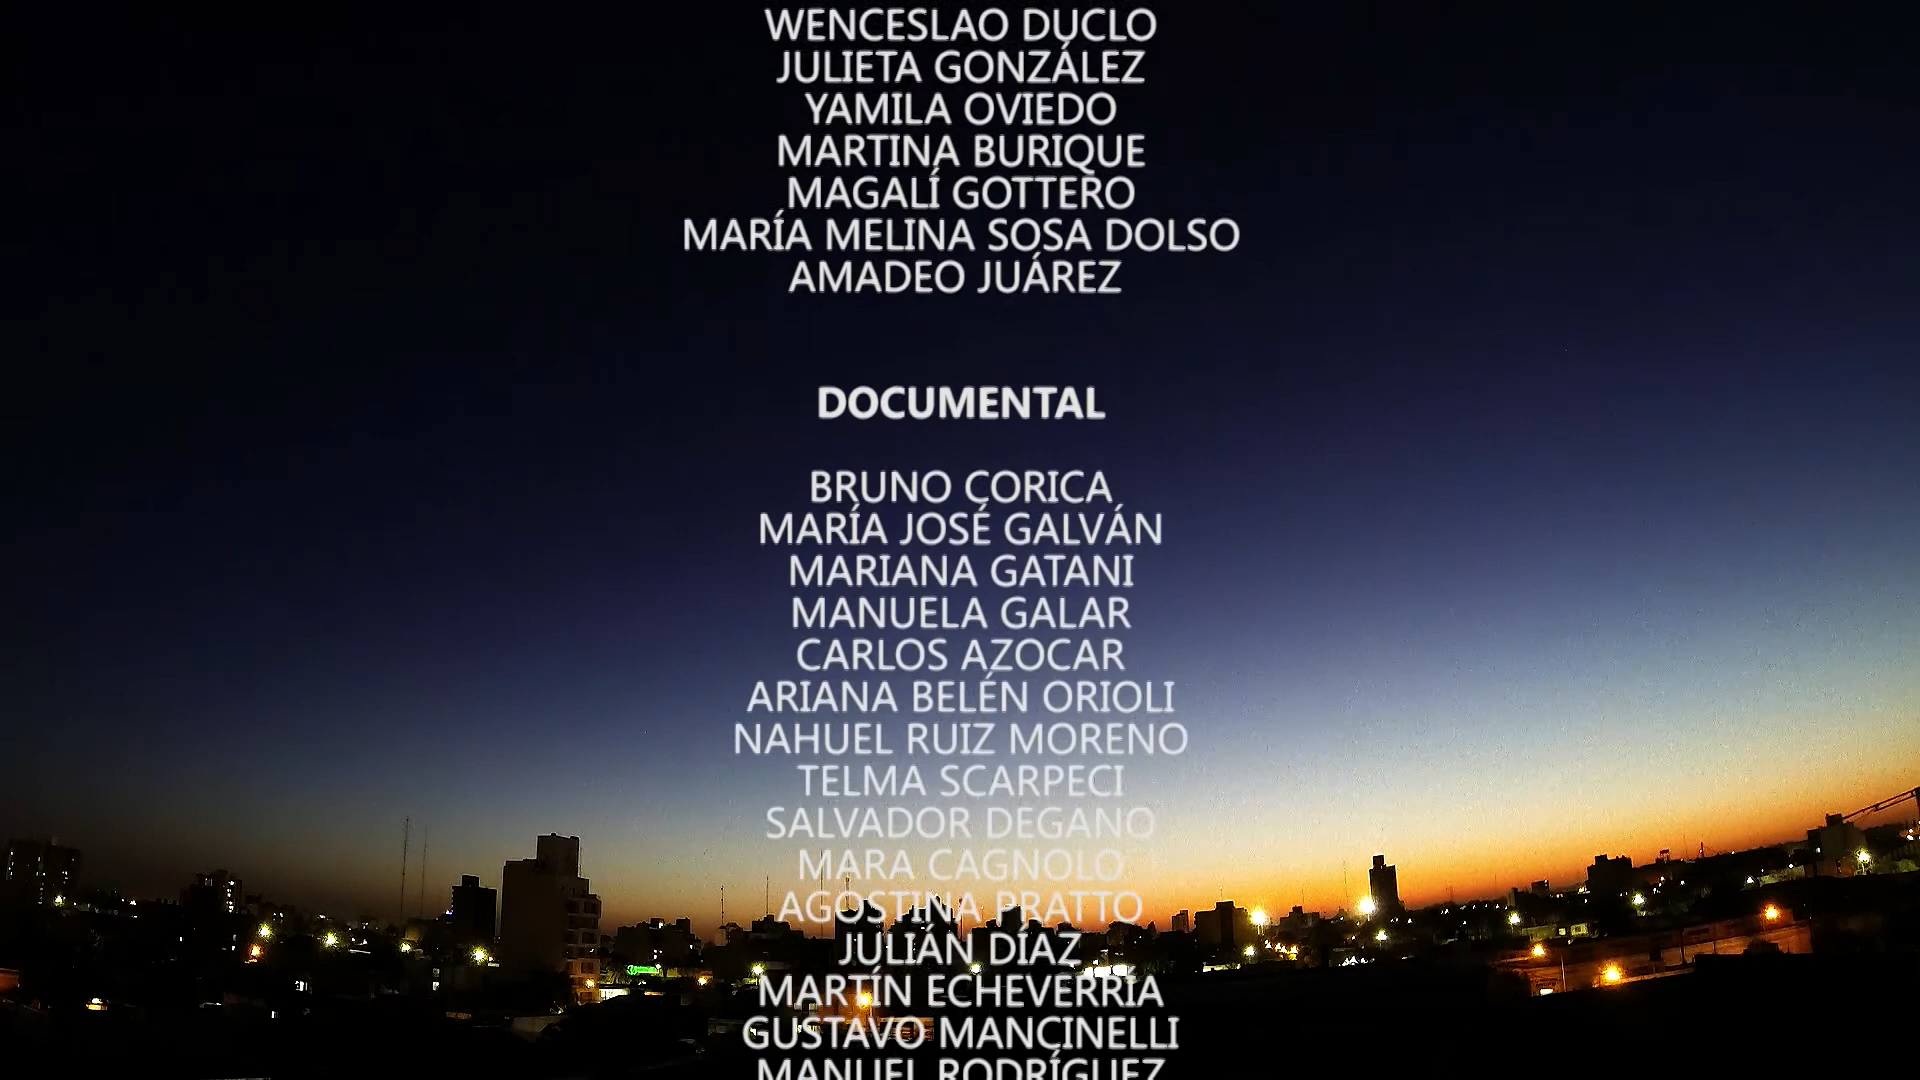 WENCESLAO DUCLO
JULIETA GONZÁLEZ
YAMILA OVIEDO
MARTINA BURIQUE
MAGALÍ GOTTERO
MARÍA MELINA SOSA DOLSO
AMADEO JUÁREZ
DOCUMENTAL
BRUNO CORICA
MARÍA JOSÉ GALVÁN
MARIANA GATANI
MANUELA GALAR
CARLOS AZOCAR
ARIANA BELÉN ORIOLI
NAHUEL RUIZ MORENO
TELMA SCARPECI
SALVADOR DEGANO
MARA CAGNOLO
AGOSTINA PRATTO
JULIÁN DÍAZ
MARTÍN ECHEVERRÍA
GUSTAVO MANCINELLI
MANUEL RODRÍGUEZ